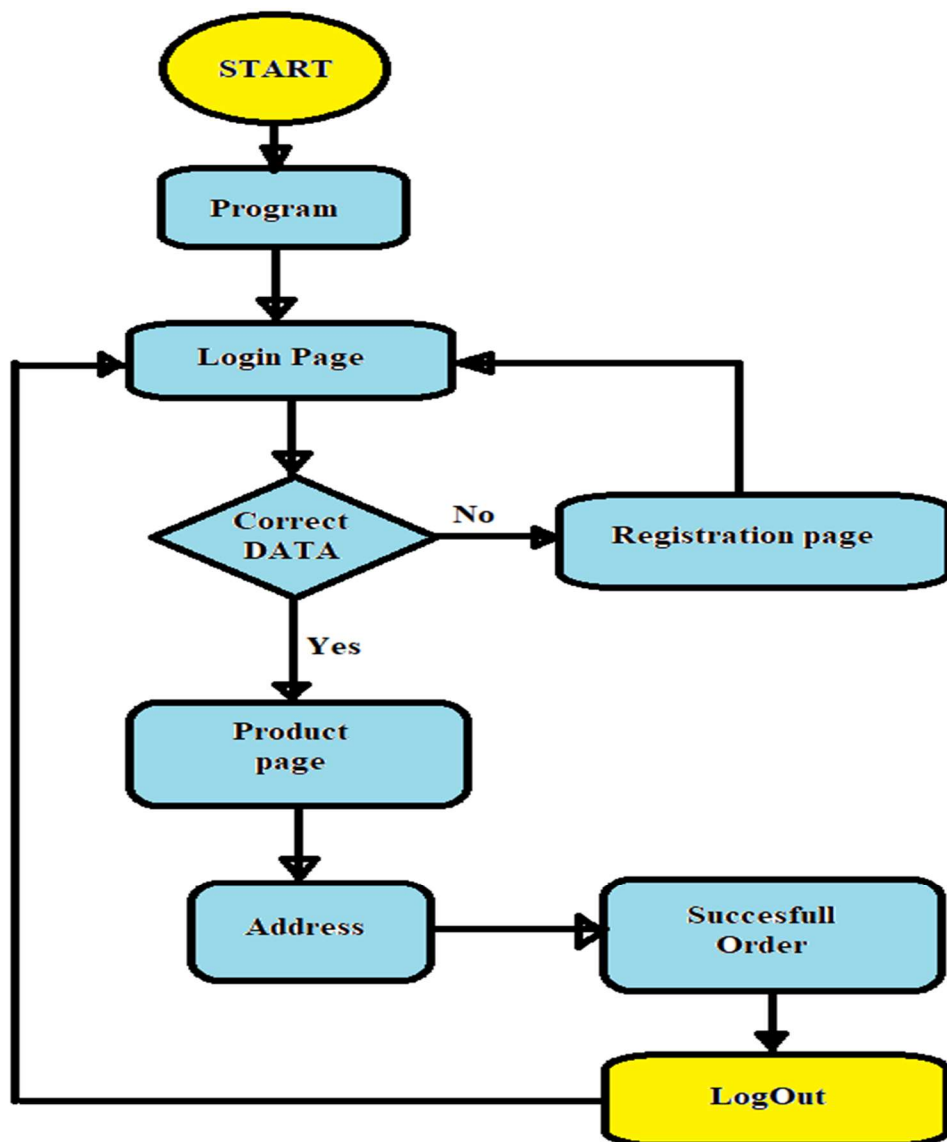 START
Program
Login Page
Correct
DATA
No
Registration page
Yes
Product
page
Address
Succesfull
Order
LogOut